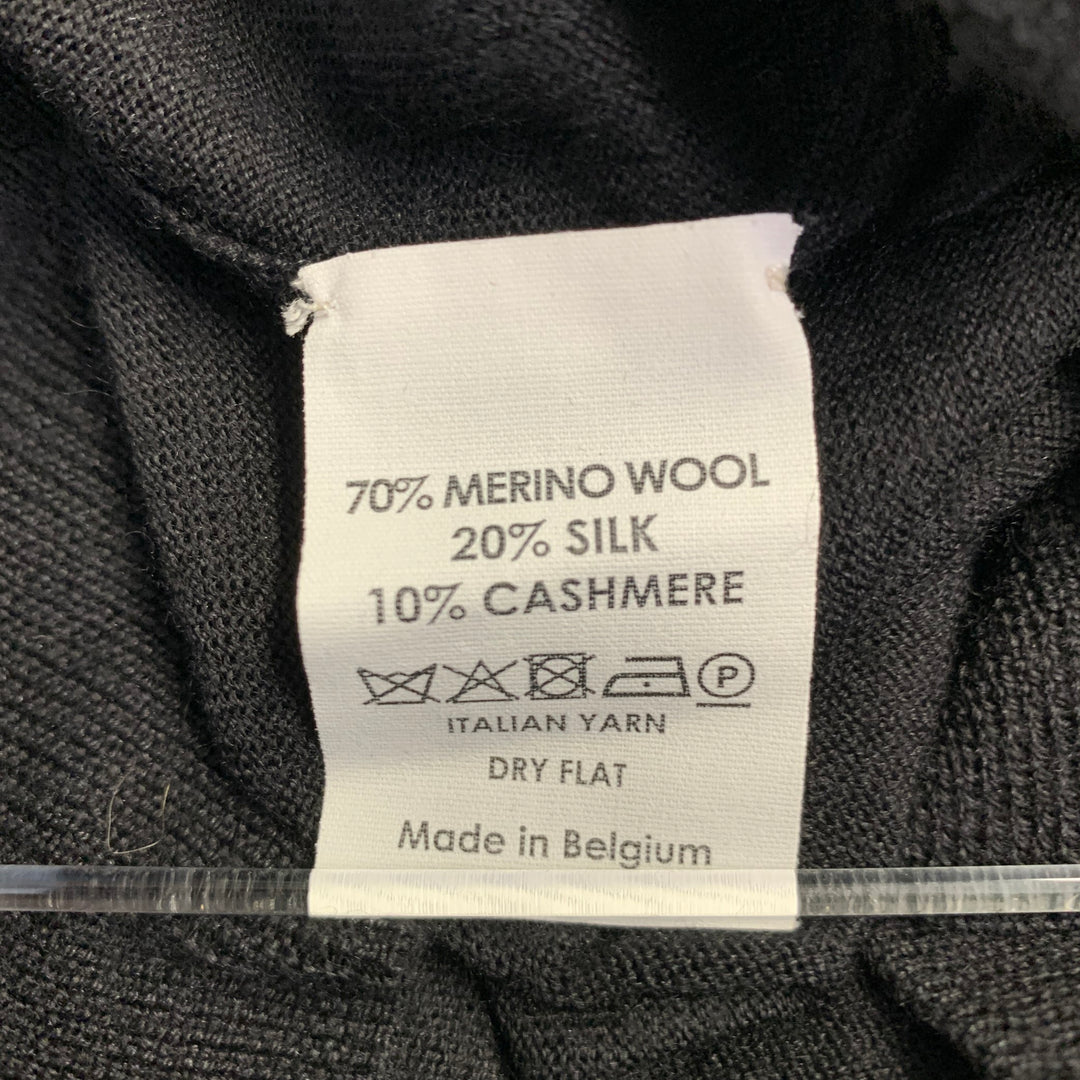 70% MERINO WOOL
20% SILK
10% CASHMERE
P
ITALIAN YARN
DRY FLAT
Made in Belgium